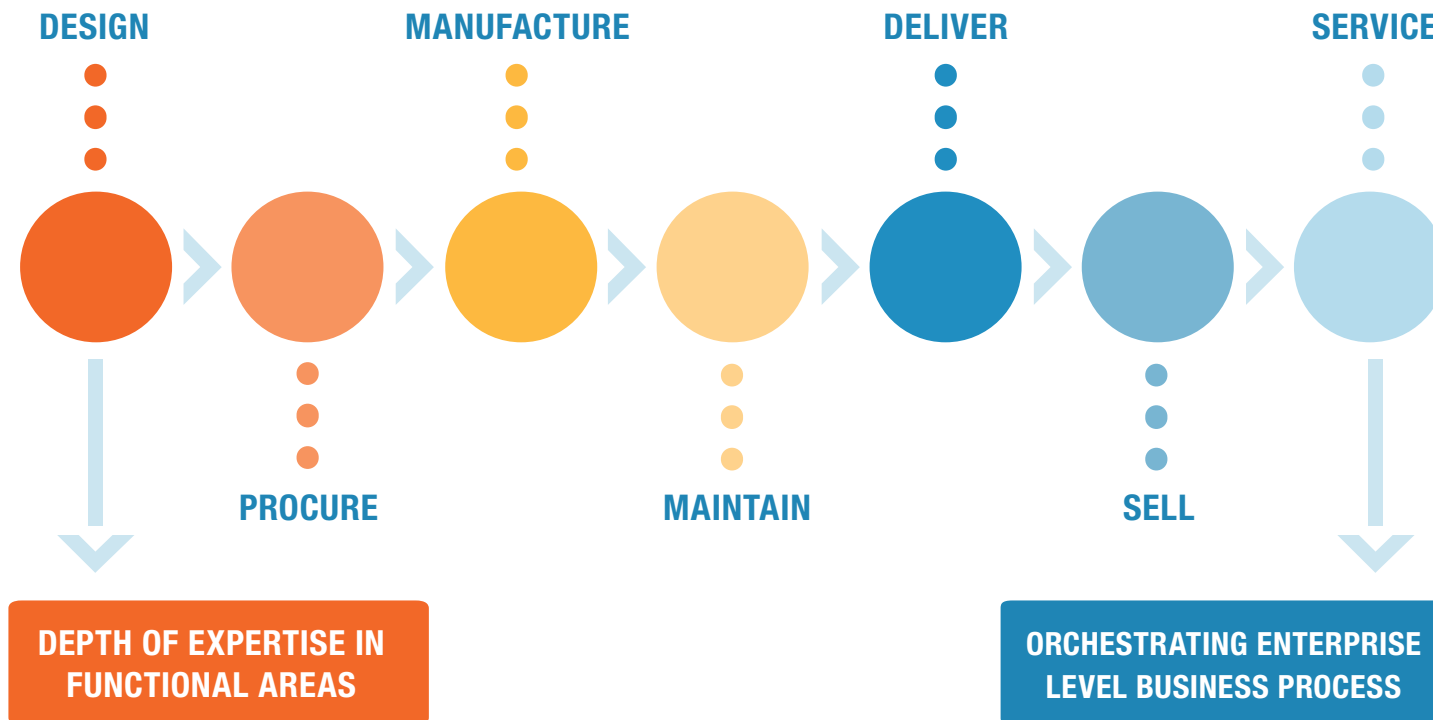 DESIGN
MANUFACTURE
DELIVER
SERVICE
PROCURE
MAINTAIN
SELL
DEPTH OF EXPERTISE IN
FUNCTIONAL AREAS
ORCHESTRATING ENTERPRISE
LEVEL BUSINESS PROCESS